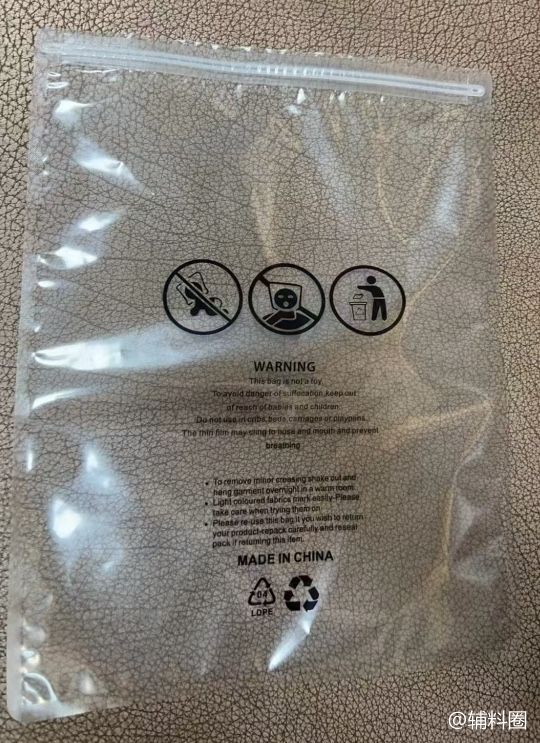 WARNING
This bag is not a toy
To avoid danger of suffocation,keep out
of reach of babies and children.
Do not use in cribs,beds,carriages or playpens.
The thin film may cling to nose and mouth and prevent
breathing
• To remove minor creasing shake out and
hang garment overnight in a warm room.
• Light coloured fabrics mark easily-Please
take care when trying them on
• Please re-use this bag if you wish to return
your product-repack carefully and reseal
pack if returning this item.
MADE IN CHINA
04
LDPE
@辅料圈